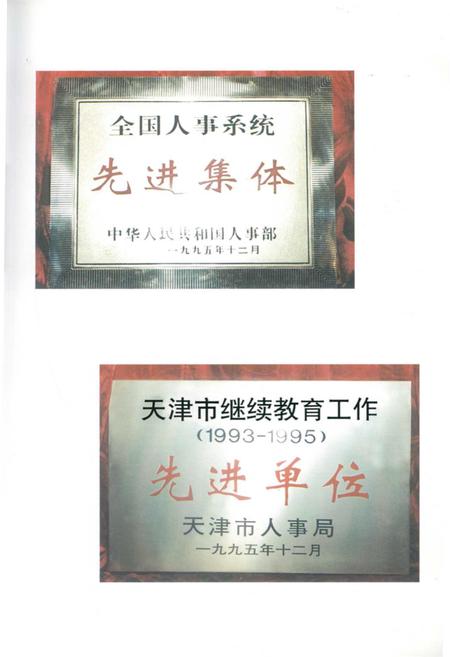 全国人事系统
先进集体
中华人民共和国人事部
一九九五年十二月
天津市继续教育工作
(1993-1995)
先进单位
天津市人事局
一九九五年十二月